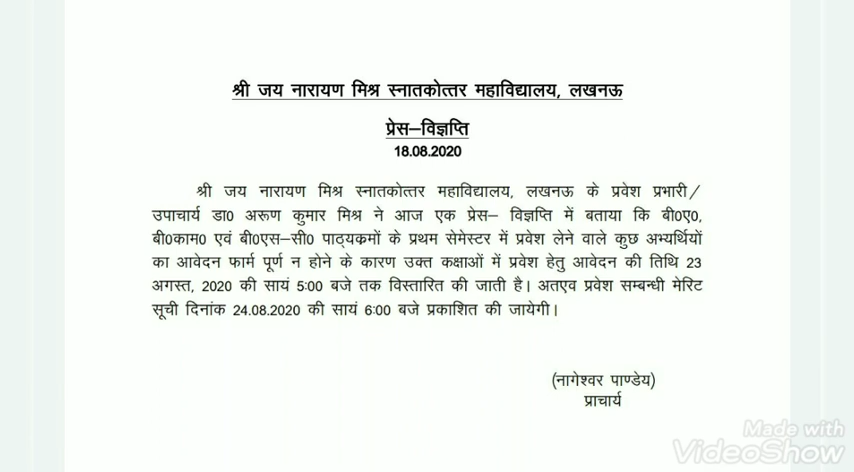 श्री जय नारायण मिश्र स्नातकोत्तर महाविद्यालय, लखनऊ
प्रेस–विज्ञप्ति
18.08.2020
श्री जय नारायण मिश्र स्नातकोत्तर महाविद्यालय, लखनऊ के प्रवेश प्रभारी/
उपाचार्य डा0 अरूण कुमार मिश्र ने आज एक प्रेस– विज्ञप्ति में बताया कि बी0ए0,
बी0काम0 एवं बी0एस–सी0 पाठ्यक्रमों के प्रथम सेमेस्टर में प्रवेश लेने वाले कुछ अभ्यर्थियों
का आवेदन फार्म पूर्ण न होने के कारण उक्त कक्षाओं में प्रवेश हेतु आवेदन की तिथि 23
अगस्त, 2020 की सायं 5:00 बजे तक विस्तारित की जाती है। अतएव प्रवेश सम्बन्धी मेरिट
सूची दिनांक 24.08.2020 की सायं 6:00 बजे प्रकाशित की जायेगी।
(नागेश्वर पाण्डेय)
प्राचार्य
Made with
VideoShow